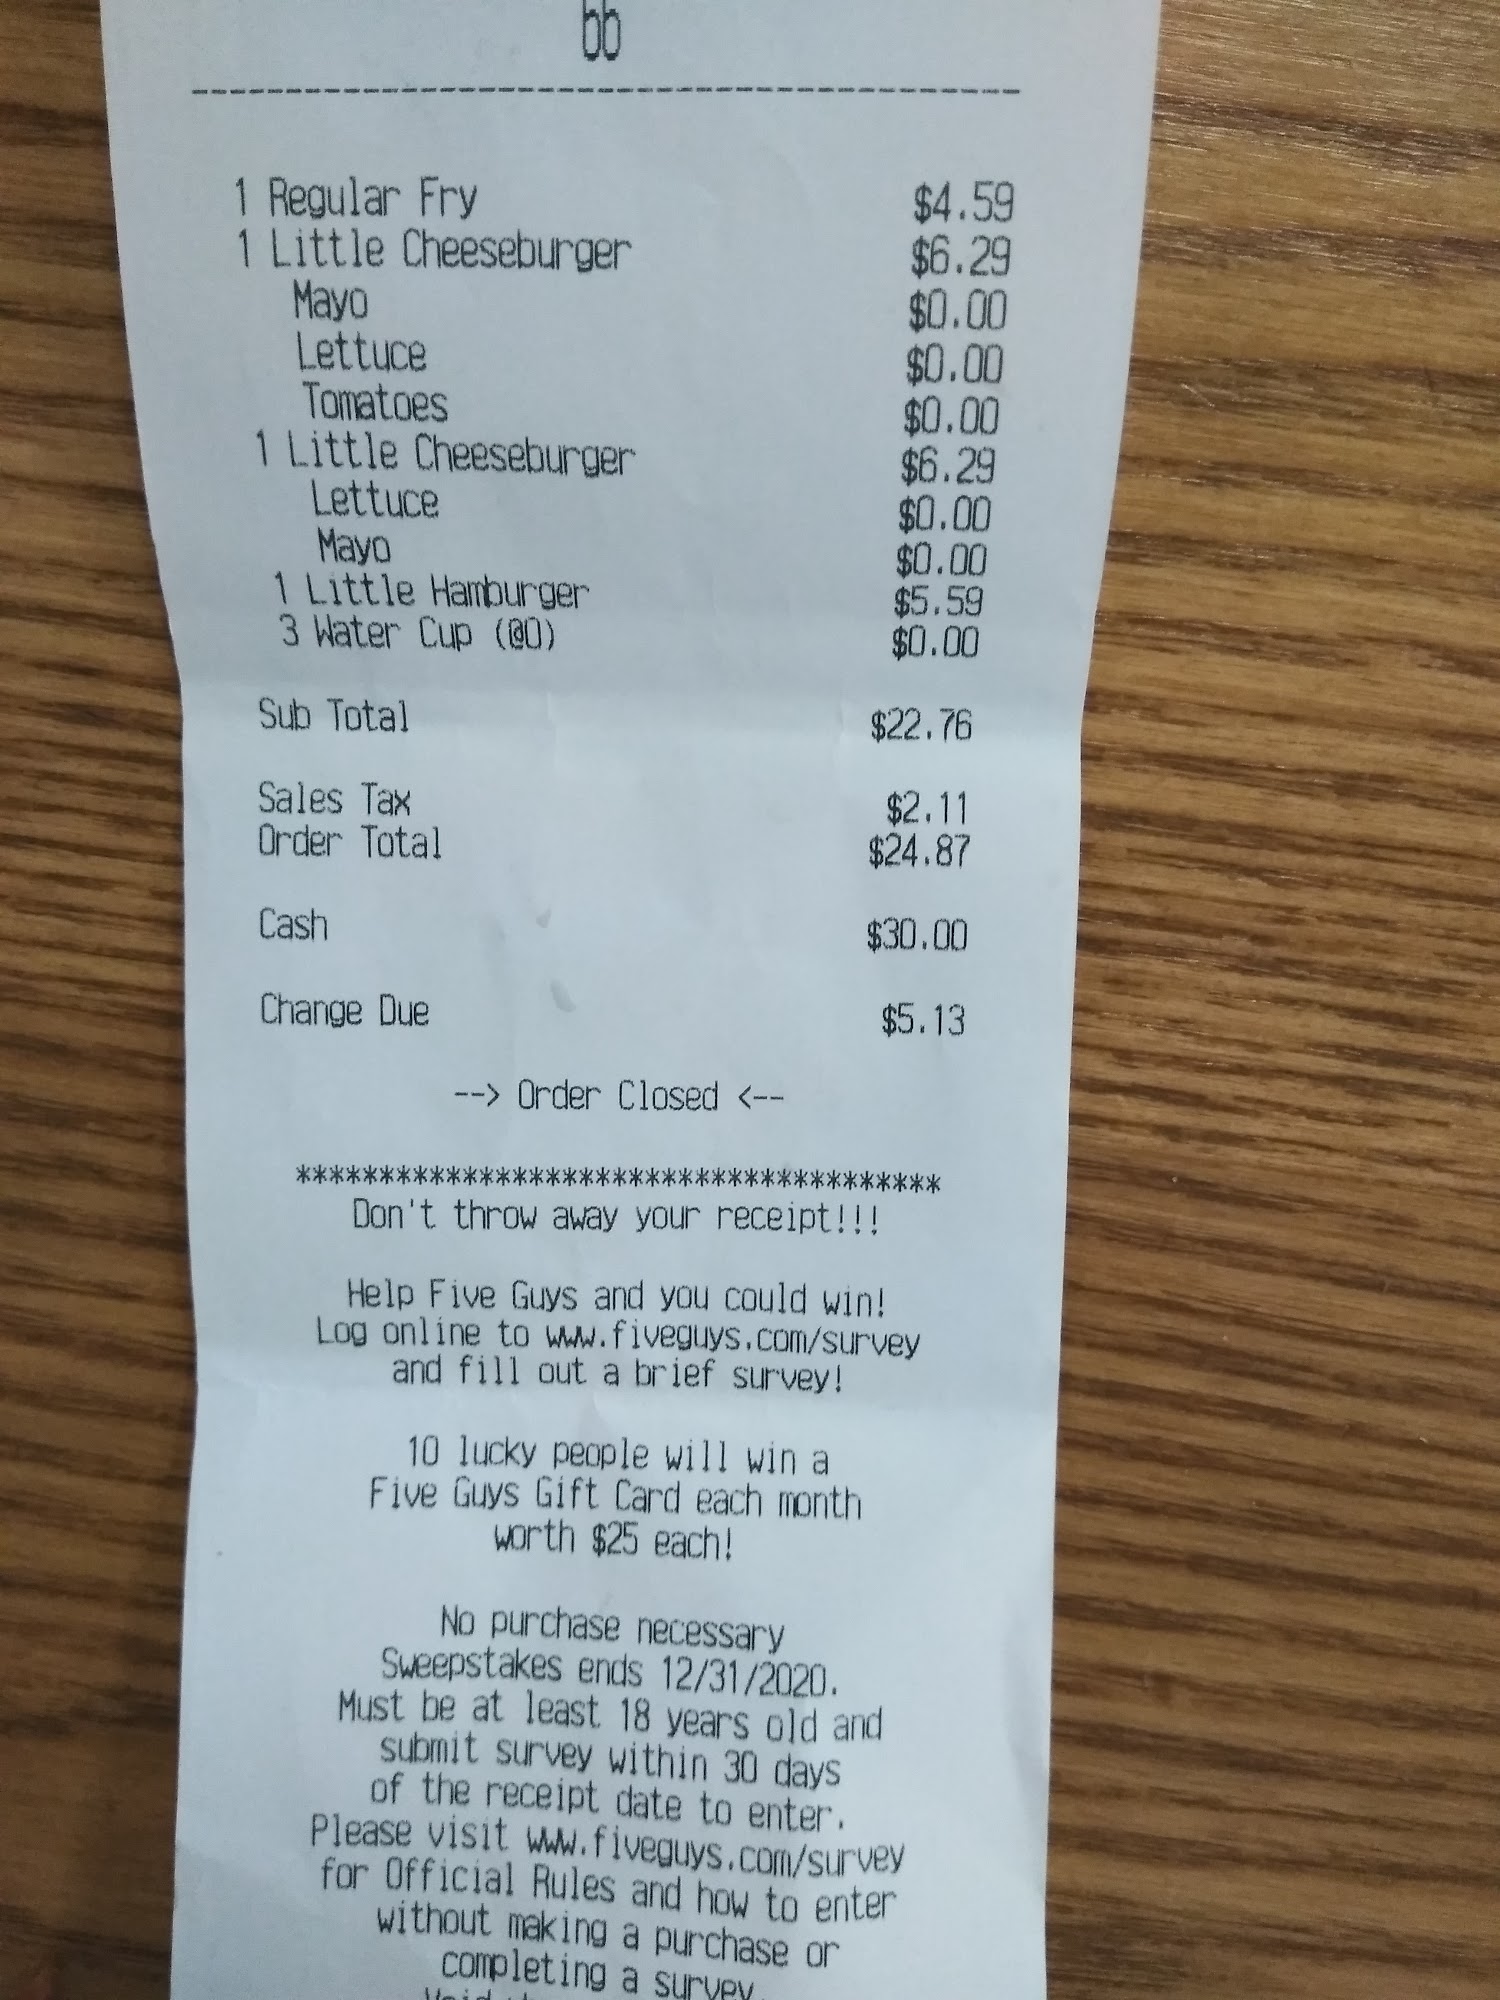 1 Regular Fry $4.59
1 Little Cheeseburger $6.29
Mayo $0.00
Lettuce $0.00
Tomatoes $0.00
1 Little Cheeseburger $6.29
Lettuce $0.00
Mayo $0.00
1 Little Hamburger $5.59
3 Water Cup (@0) $0.00
Sub Total $22.76
Sales Tax $2.11
Order Total $24.87
Cash $30.00
Change Due $5.13
--> Order Closed <--
***************************************
Don't throw away your receipt!!!
Help Five Guys and you could win!
Log online to www.fiveguys.com/survey
and fill out a brief survey!
10 lucky people will win a
Five Guys Gift Card each month
worth $25 each!
No purchase necessary
Sweepstakes ends 12/31/2020.
Must be at least 18 years old and
submit survey within 30 days
of the receipt date to enter.
Please visit www.fiveguys.com/survey
for Official Rules and how to enter
without making a purchase or
completing a survey.